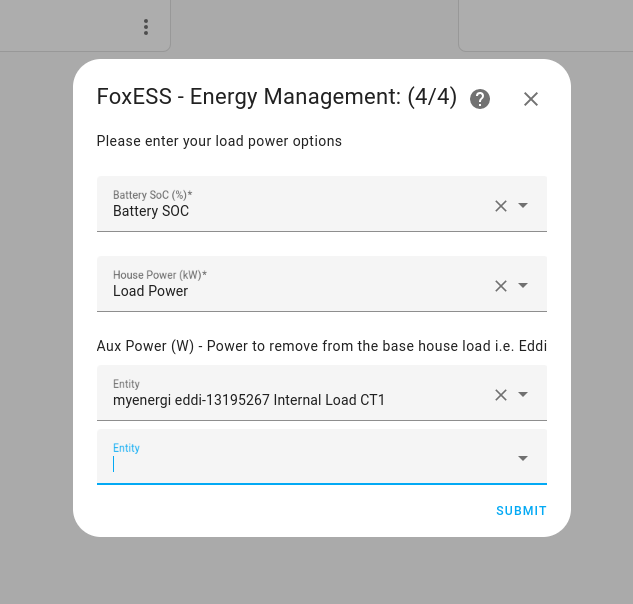 FoxESS - Energy Management: (4/4)
Please enter your load power options
Battery SoC (%)*
Battery SOC
House Power (kW)*
Load Power
Aux Power (W) - Power to remove from the base house load i.e. Eddi
Entity
myenergi eddi-13195267 Internal Load CT1
Entity
SUBMIT